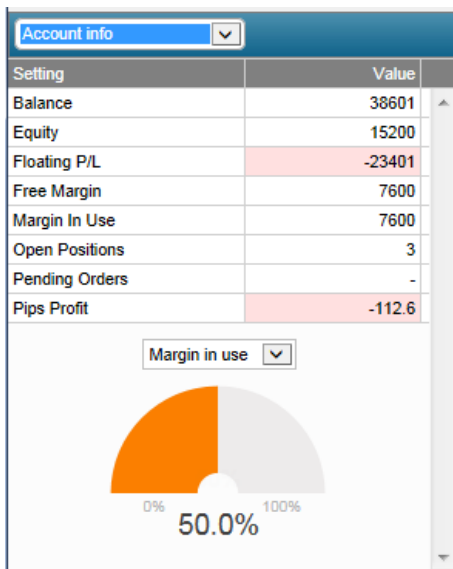 Account info
Setting Value
Balance 38601
Equity 15200
Floating P/L -23401
Free Margin 7600
Margin In Use 7600
Open Positions 3
Pending Orders -
Pips Profit -112.6
Margin in use
0% 100%
50.0%